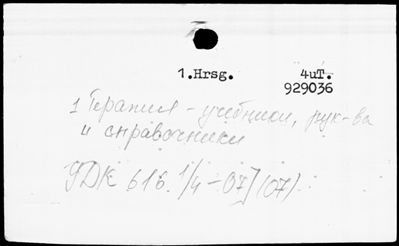 1.Hrsg. 4uT.
929036
1 Терапия - учебники, рук-ва
и справочники
УДК 616.1/4-07](07).